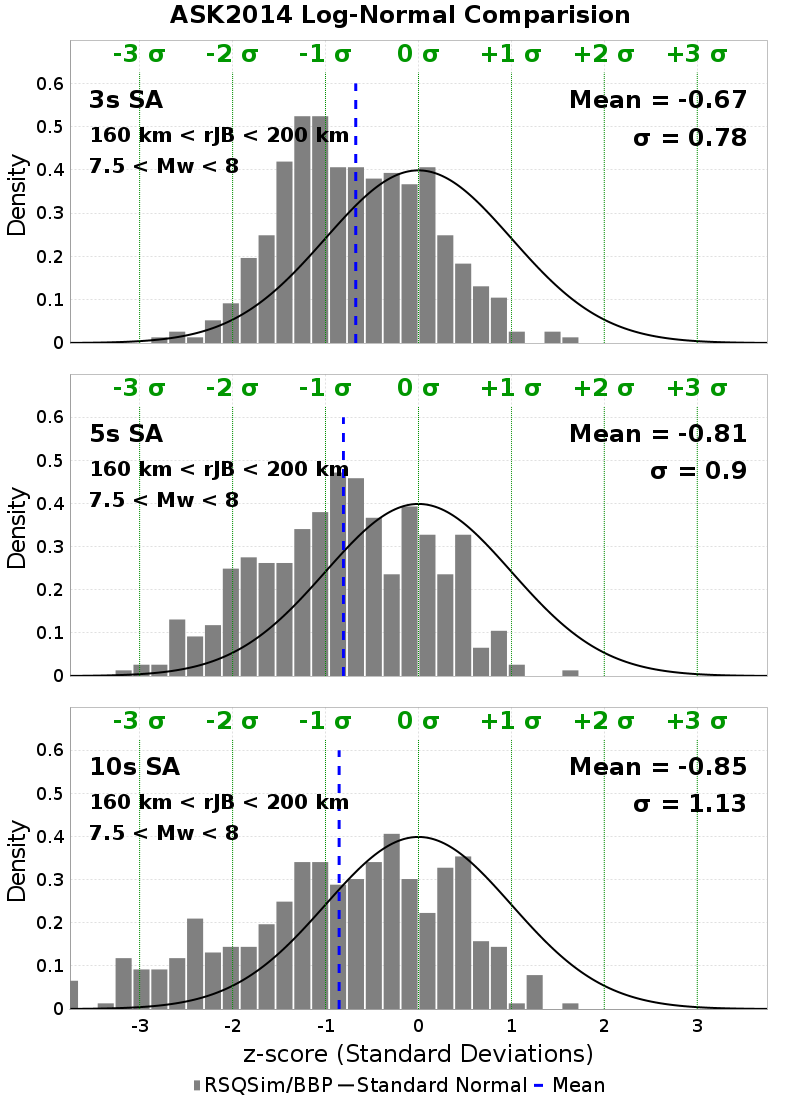 ASK2014 Log-Normal Comparision
-3 σ -2 σ -1 σ 0 σ +1 σ +2 σ +3 σ
0.6
3s SA Mean = -0.67
0.5
160 km < rJB < 200 km σ = 0.78
7.5 < Mw < 8
0.4
Density
0.3
0.2
0.1
0
-3 σ -2 σ -1 σ 0 σ +1 σ +2 σ +3 σ
0.6
5s SA Mean = -0.81
0.5
160 km < rJB < 200 km σ = 0.9
7.5 < Mw < 8
0.4
Density
0.3
0.2
0.1
0
-3 σ -2 σ -1 σ 0 σ +1 σ +2 σ +3 σ
0.6
10s SA Mean = -0.85
0.5
160 km < rJB < 200 km σ = 1.13
7.5 < Mw < 8
0.4
Density
0.3
0.2
0.1
0
-3 -2 -1 0 1 2 3
z-score (Standard Deviations)
RSQSim/BBP Standard Normal Mean